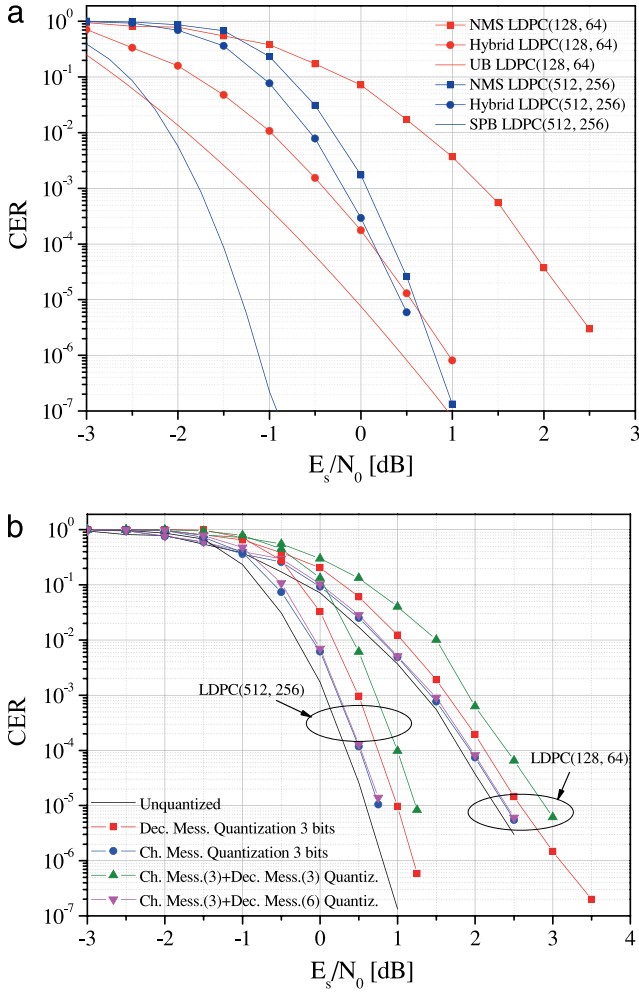 a
CER
10⁰
10⁻¹
10⁻²
10⁻³
10⁻⁴
10⁻⁵
10⁻⁶
10⁻⁷
NMS LDPC(128, 64)
Hybrid LDPC(128, 64)
UB LDPC(128, 64)
NMS LDPC(512, 256)
Hybrid LDPC(512, 256)
SPB LDPC(512, 256)
-3 -2 -1 0 1 2 3
Eₛ/N₀ [dB]
b
CER
10⁰
10⁻¹
10⁻²
10⁻³
10⁻⁴
10⁻⁵
10⁻⁶
10⁻⁷
LDPC(512, 256)
LDPC(128, 64)
Unquantized
Dec. Mess. Quantization 3 bits
Ch. Mess. Quantization 3 bits
Ch. Mess.(3)+Dec. Mess.(3) Quantiz.
Ch. Mess.(3)+Dec. Mess.(6) Quantiz.
-3 -2 -1 0 1 2 3 4
Eₛ/N₀ [dB]